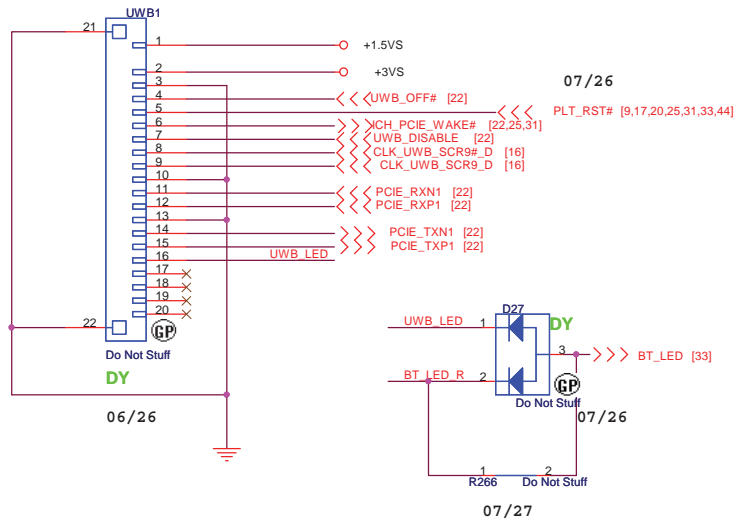 UWB1
21
1
+1.5VS
2
+3VS
3
07/26
4
UWB_OFF# [22]
5
PLT_RST# [9,17,20,25,31,33,44]
6
ICH_PCIE_WAKE# [22,25,31]
7
UWB_DISABLE [22]
8
CLK_UWB_SCR9#_D [16]
9
CLK_UWB_SCR9_D [16]
10
11
PCIE_RXN1 [22]
12
PCIE_RXP1 [22]
13
14
PCIE_TXN1 [22]
15
PCIE_TXP1 [22]
16
UWB_LED
17
18
19
20
22
GP
Do Not Stuff
DY
06/26
D27
UWB_LED
1
DY
3
BT_LED [33]
BT_LED_R
2
GP
Do Not Stuff
07/26
1
2
R266
Do Not Stuff
07/27